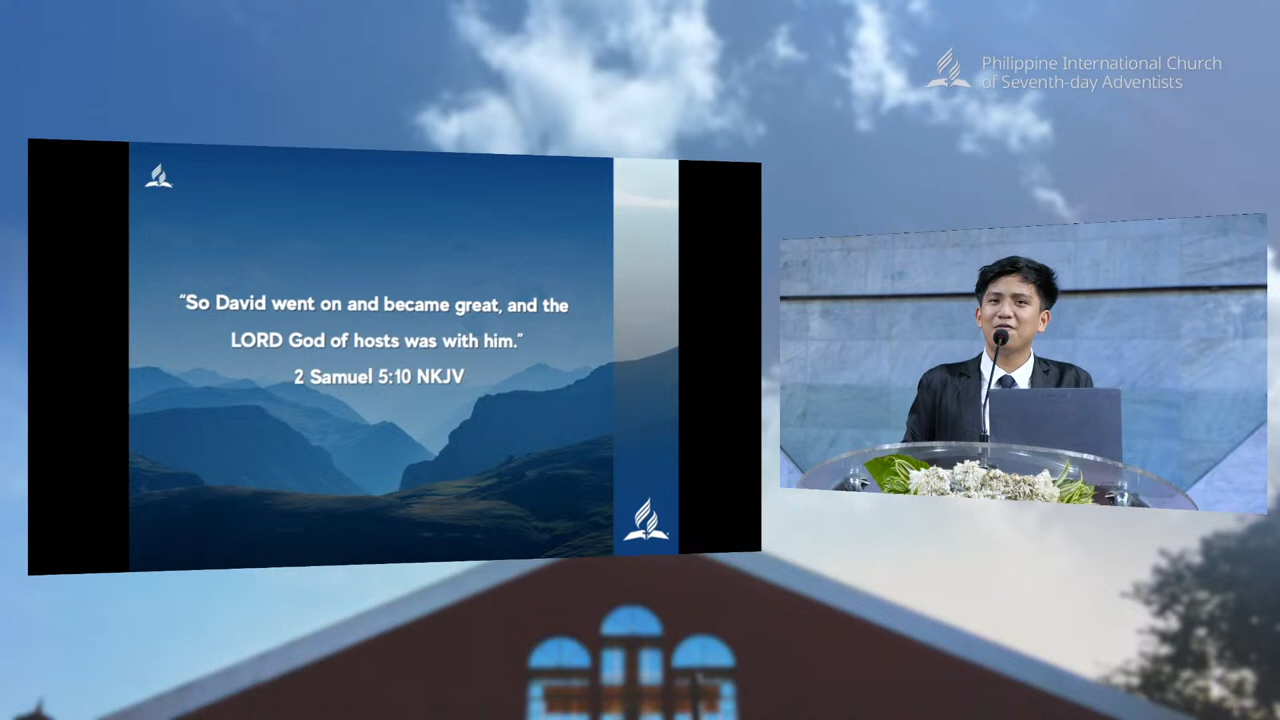 Philippine International Church
of Seventh-day Adventists
“So David went on and became great, and the
LORD God of hosts was with him.”
2 Samuel 5:10 NKJV